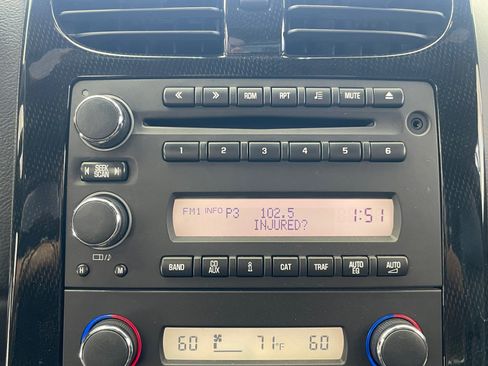 RDM RPT MUTE
1 2 3 4 5 6
SEEK
SCAN
FM1 INFO P3 102.5 1:51
INJURED?
H M
BAND CD AUX i CAT TRAF AUTO EQ AUTO
60 71°F 60